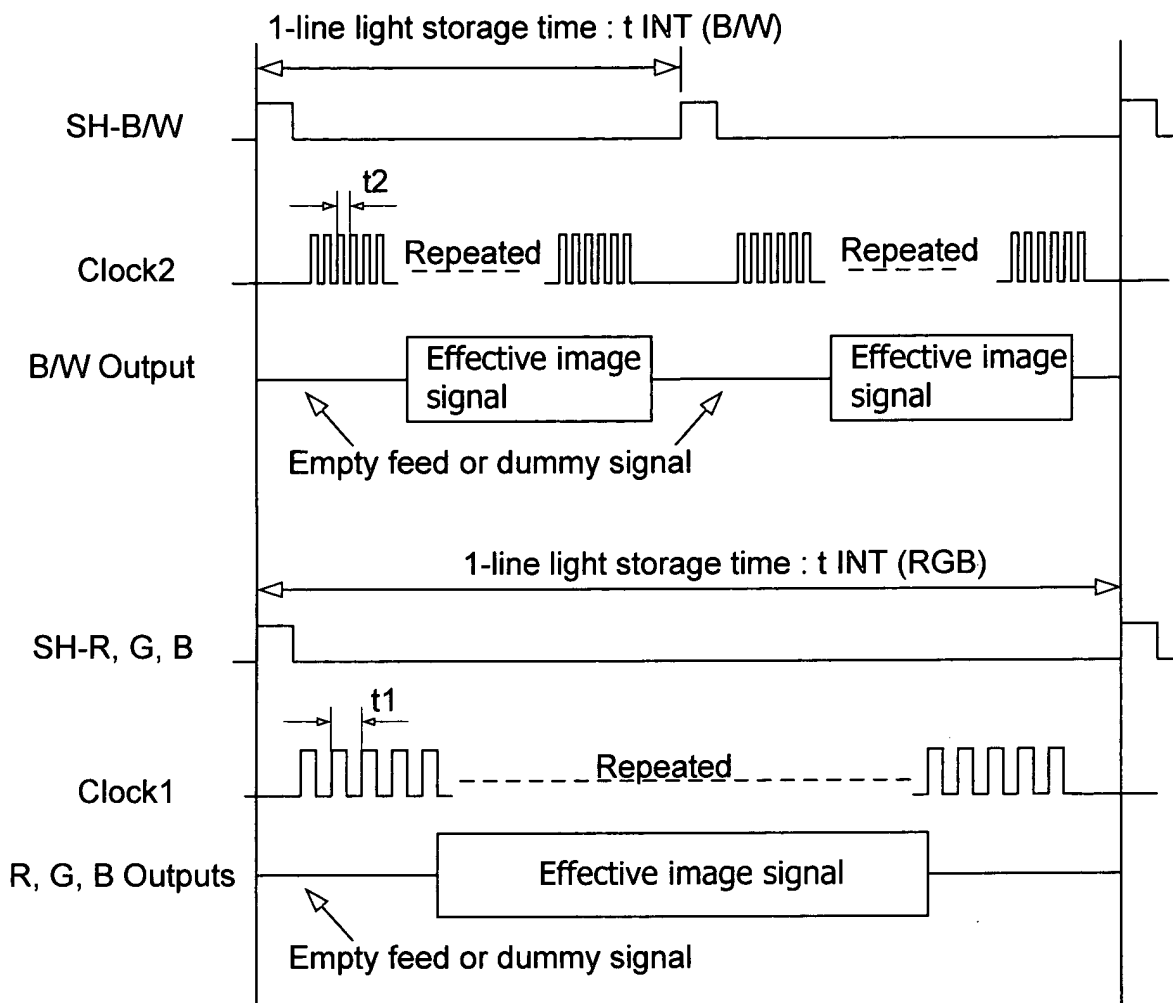 1-line light storage time : t INT (B/W)
SH-B/W
t2
Clock2
Repeated
Repeated
B/W Output
Effective image
signal
Effective image
signal
Empty feed or dummy signal
1-line light storage time : t INT (RGB)
SH-R, G, B
t1
Clock1
Repeated
R, G, B Outputs
Effective image signal
Empty feed or dummy signal